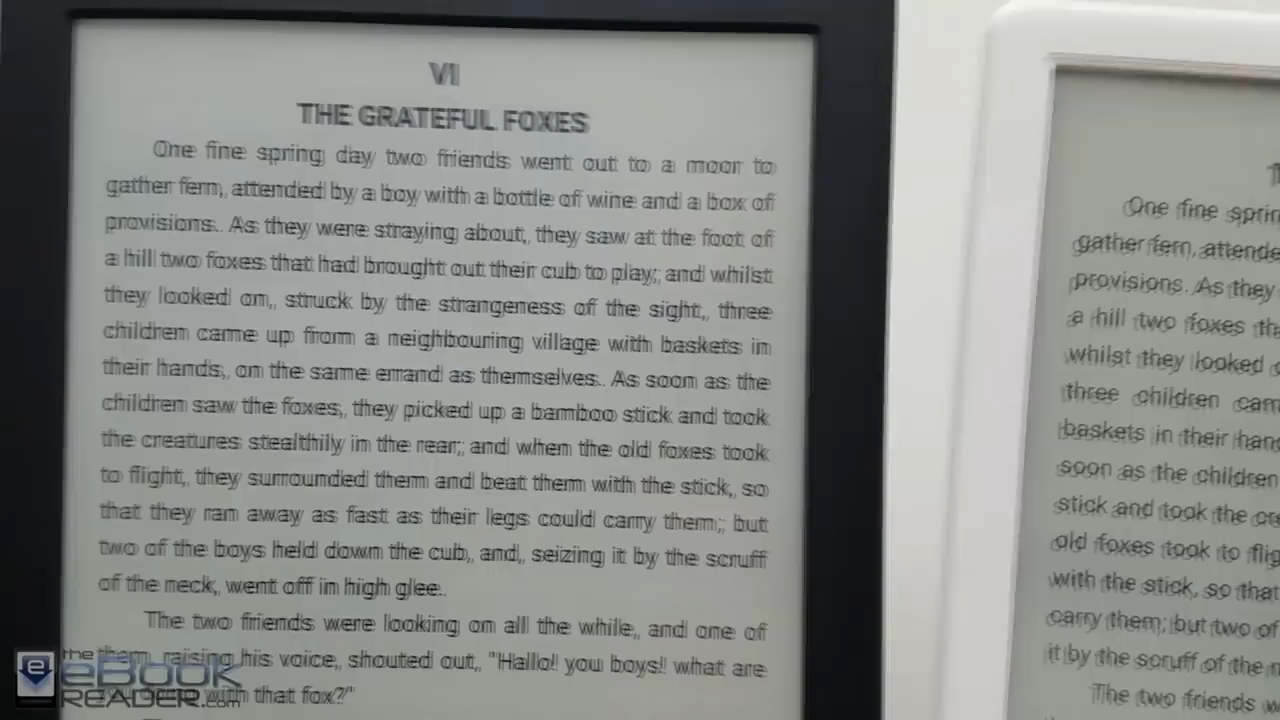 VI
THE GRATEFUL FOXES
One fine spring day two friends went out to a moor to
gather fern, attended by a boy with a bottle of wine and a box of
provisions. As they were straying about, they saw at the foot of
a hill two foxes that had brought out their cub to play; and whilst
they looked on, struck by the strangeness of the sight, three
children came up from a neighbouring village with baskets in
their hands, on the same errand as themselves. As soon as the
children saw the foxes, they picked up a bamboo stick and took
the creatures stealthily in the rear; and when the old foxes took
to flight, they surrounded them and beat them with the stick, so
that they ran away as fast as their legs could carry them; but
two of the boys held down the cub, and, seizing it by the scruff
of the neck, went off in high glee.
The two friends were looking on all the while, and one of
them, raising his voice, shouted out, "Hallo! you boys! what are
with that fox?"
the eBook
READER.com
One fine spring
gather fern, attende
provisions. As they
a hill two foxes tha
whilst they looked
three children cam
baskets in their hand
soon as the children
stick and took the cre
old foxes took to flig
with the stick, so that
carry them; but two of
it by the scruff of the
The two friends